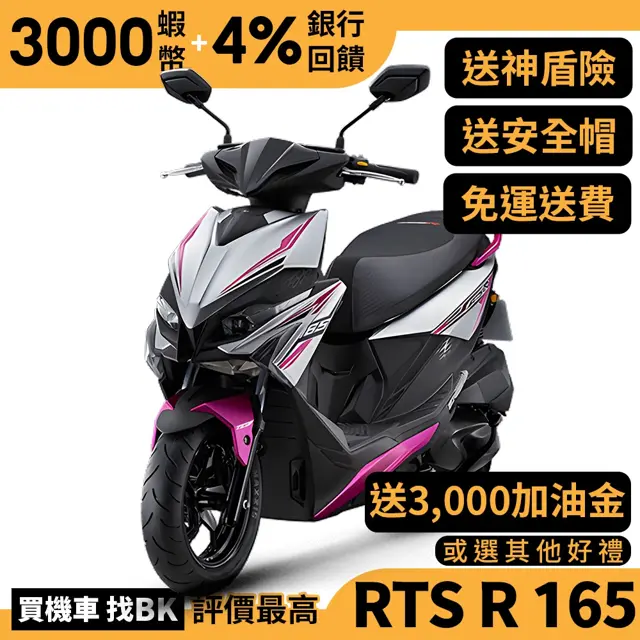 3000蝦幣+4%銀行回饋
送神盾險
送安全帽
免運送費
65
MAXXIS
送3,000加油金
或選其他好禮
買機車 找BK 評價最高
RTS R 165